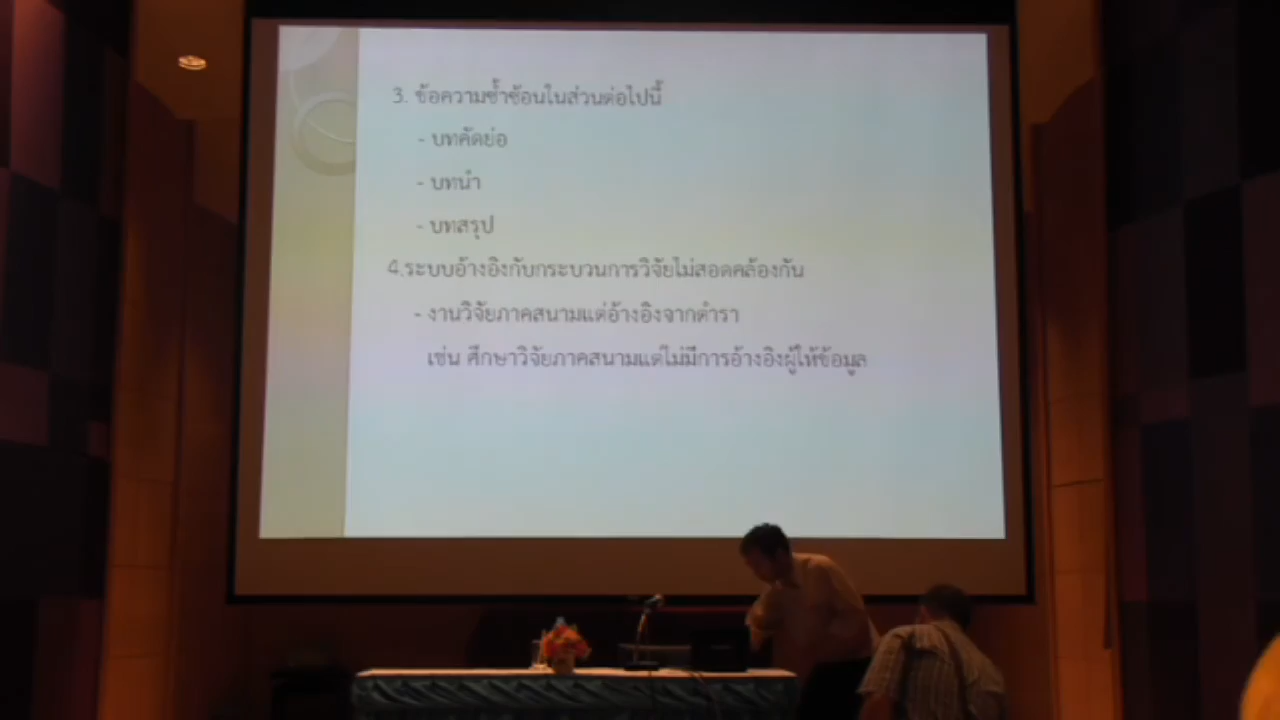 3. ข้อความซ้ำซ้อนในส่วนต่อไปนี้
- บทคัดย่อ
- บทนำ
- บทสรุป
4.ระบบอ้างอิงกับกระบวนการวิจัยไม่สอดคล้องกัน
- งานวิจัยภาคสนามแต่อ้างอิงจากตำรา
เช่น ศึกษาวิจัยภาคสนามแต่ไม่มีการอ้างอิงผู้ให้ข้อมูล